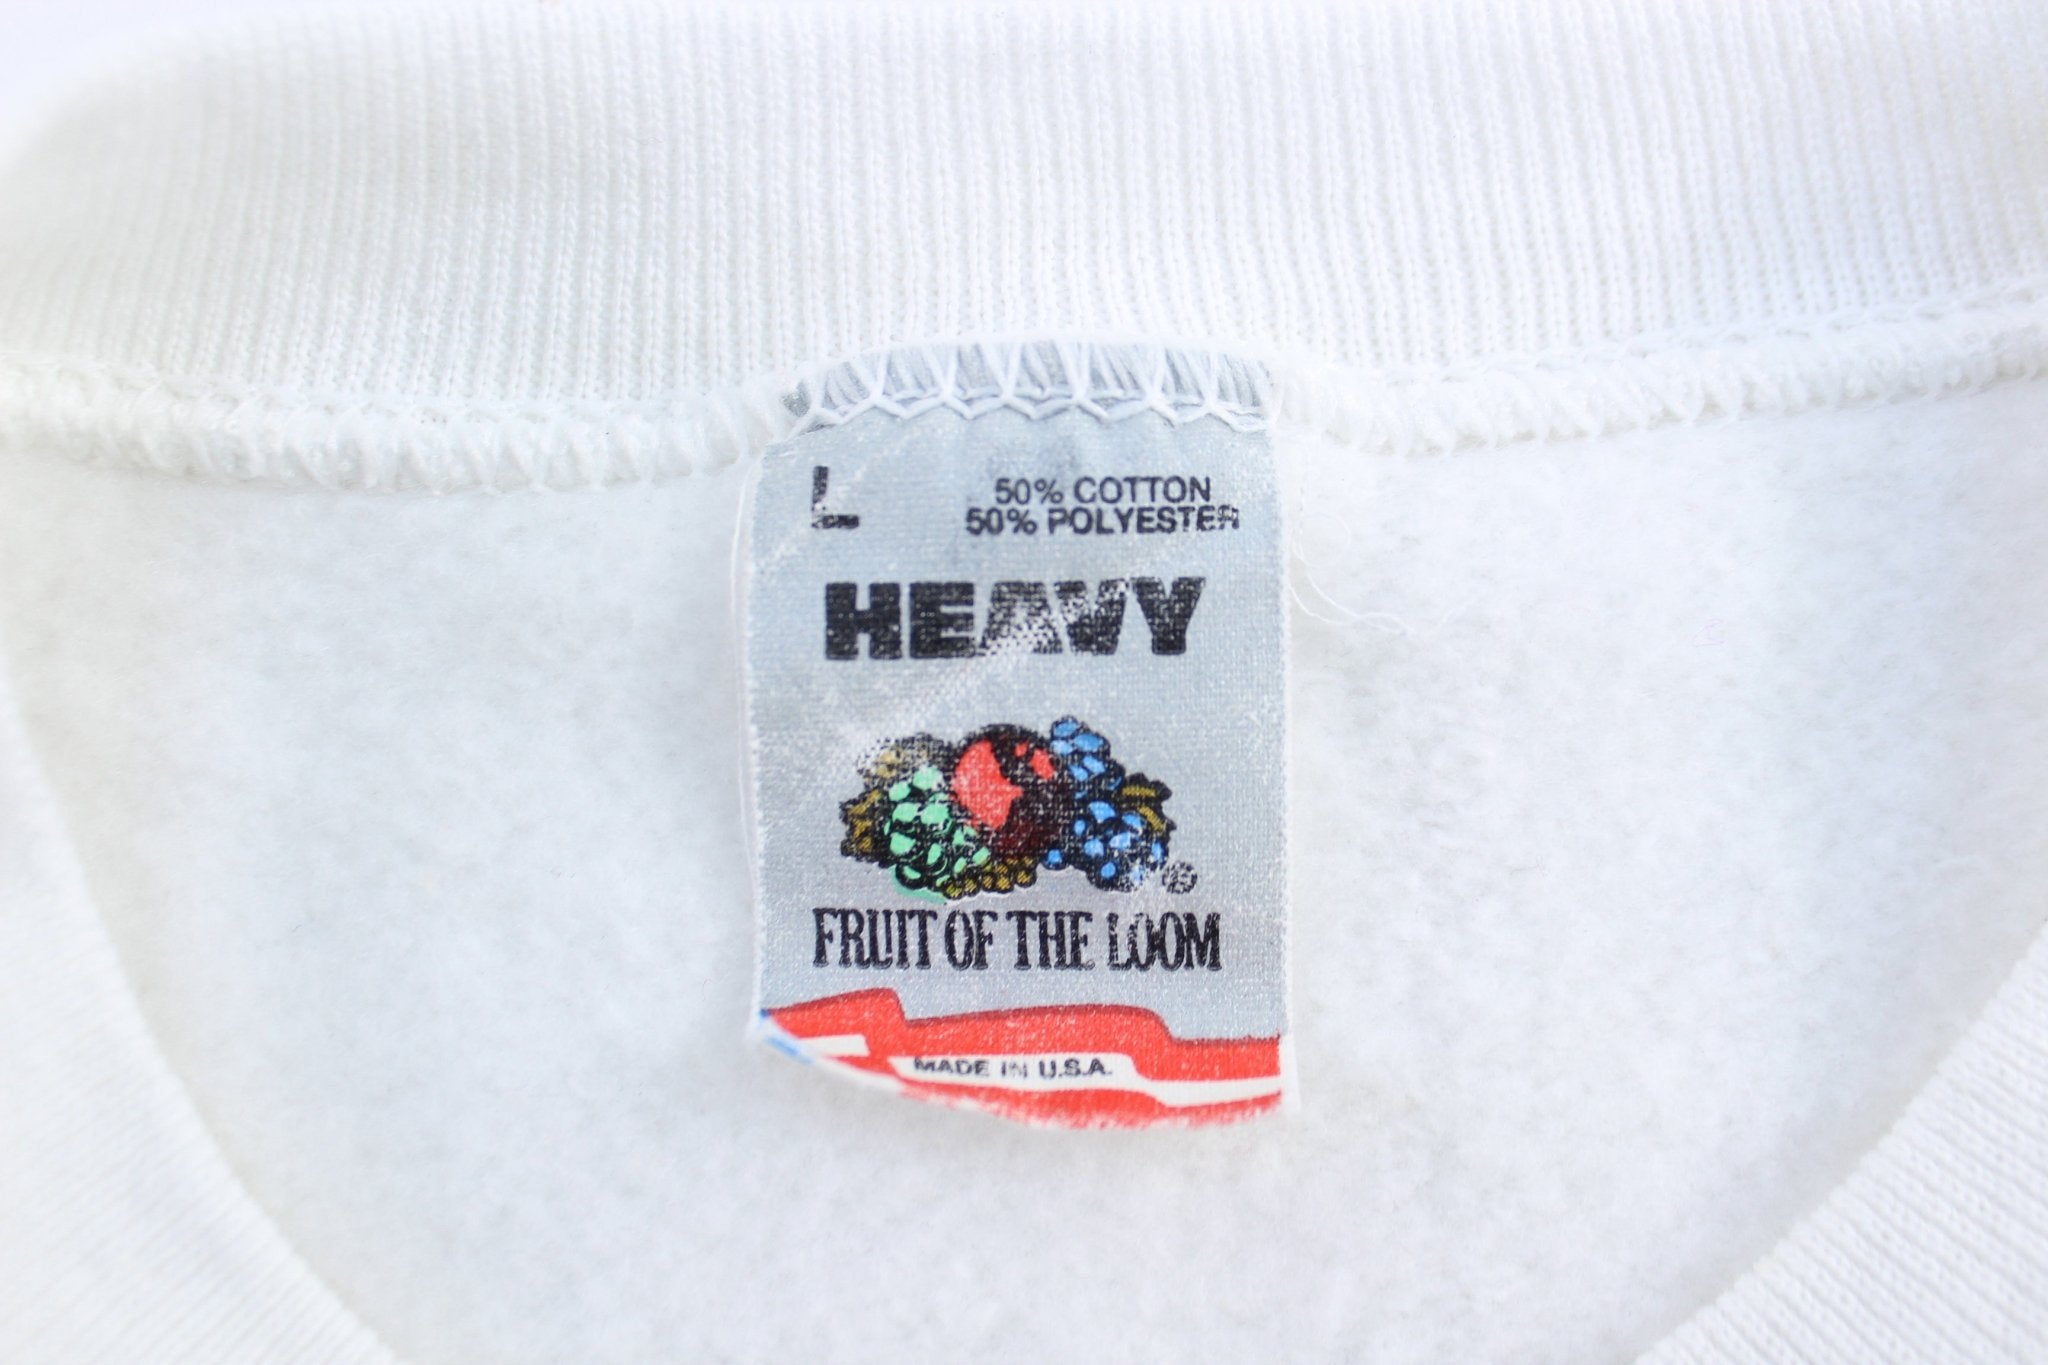 L
50% COTTON
50% POLYESTER
HEAVY
®
FRUIT OF THE LOOM
MADE IN U.S.A.